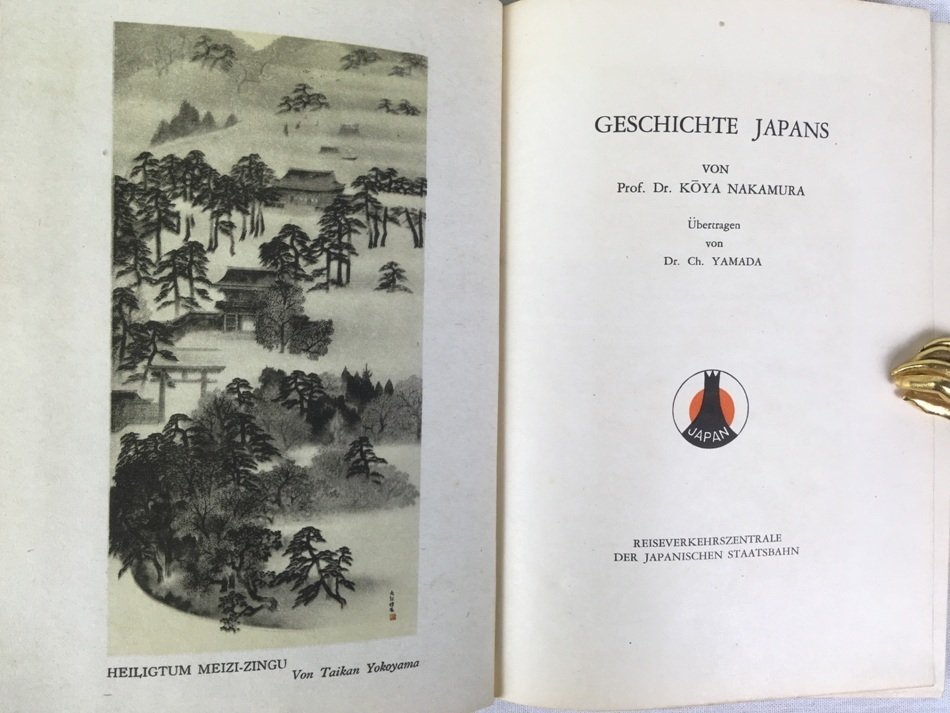 HEILIGTUM MEIZI-ZINGU Von Taikan Yokoyama
GESCHICHTE JAPANS
VON
Prof. Dr. KŌYA NAKAMURA
Übertragen
von
Dr. Ch. YAMADA
JAPAN
REISEVERKEHRSZENTRALE
DER JAPANISCHEN STAATSBAHN